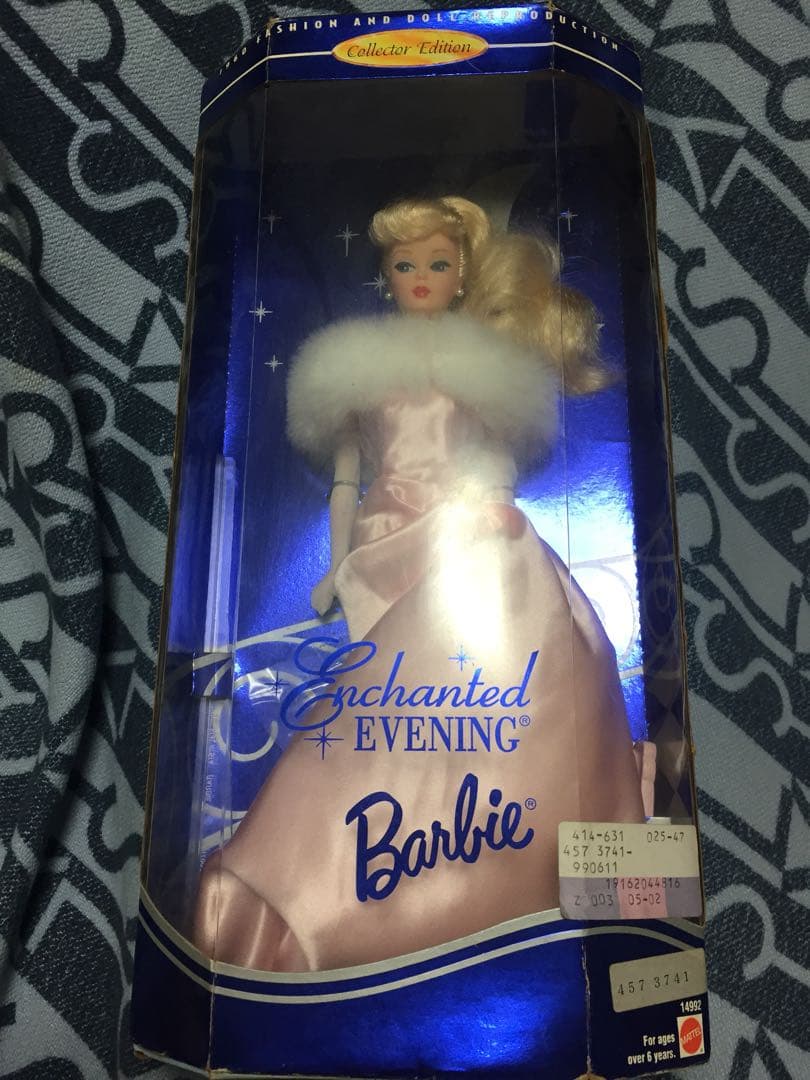 1960 FASHION AND DOLL REPRODUCTION
Collector Edition
Enchanted
EVENING®
Barbie®
414-631 025-47
457 3741-
990611
19162044816
Z 003 05-02
457 3741
14992
For ages
over 6 years.
MATTEL